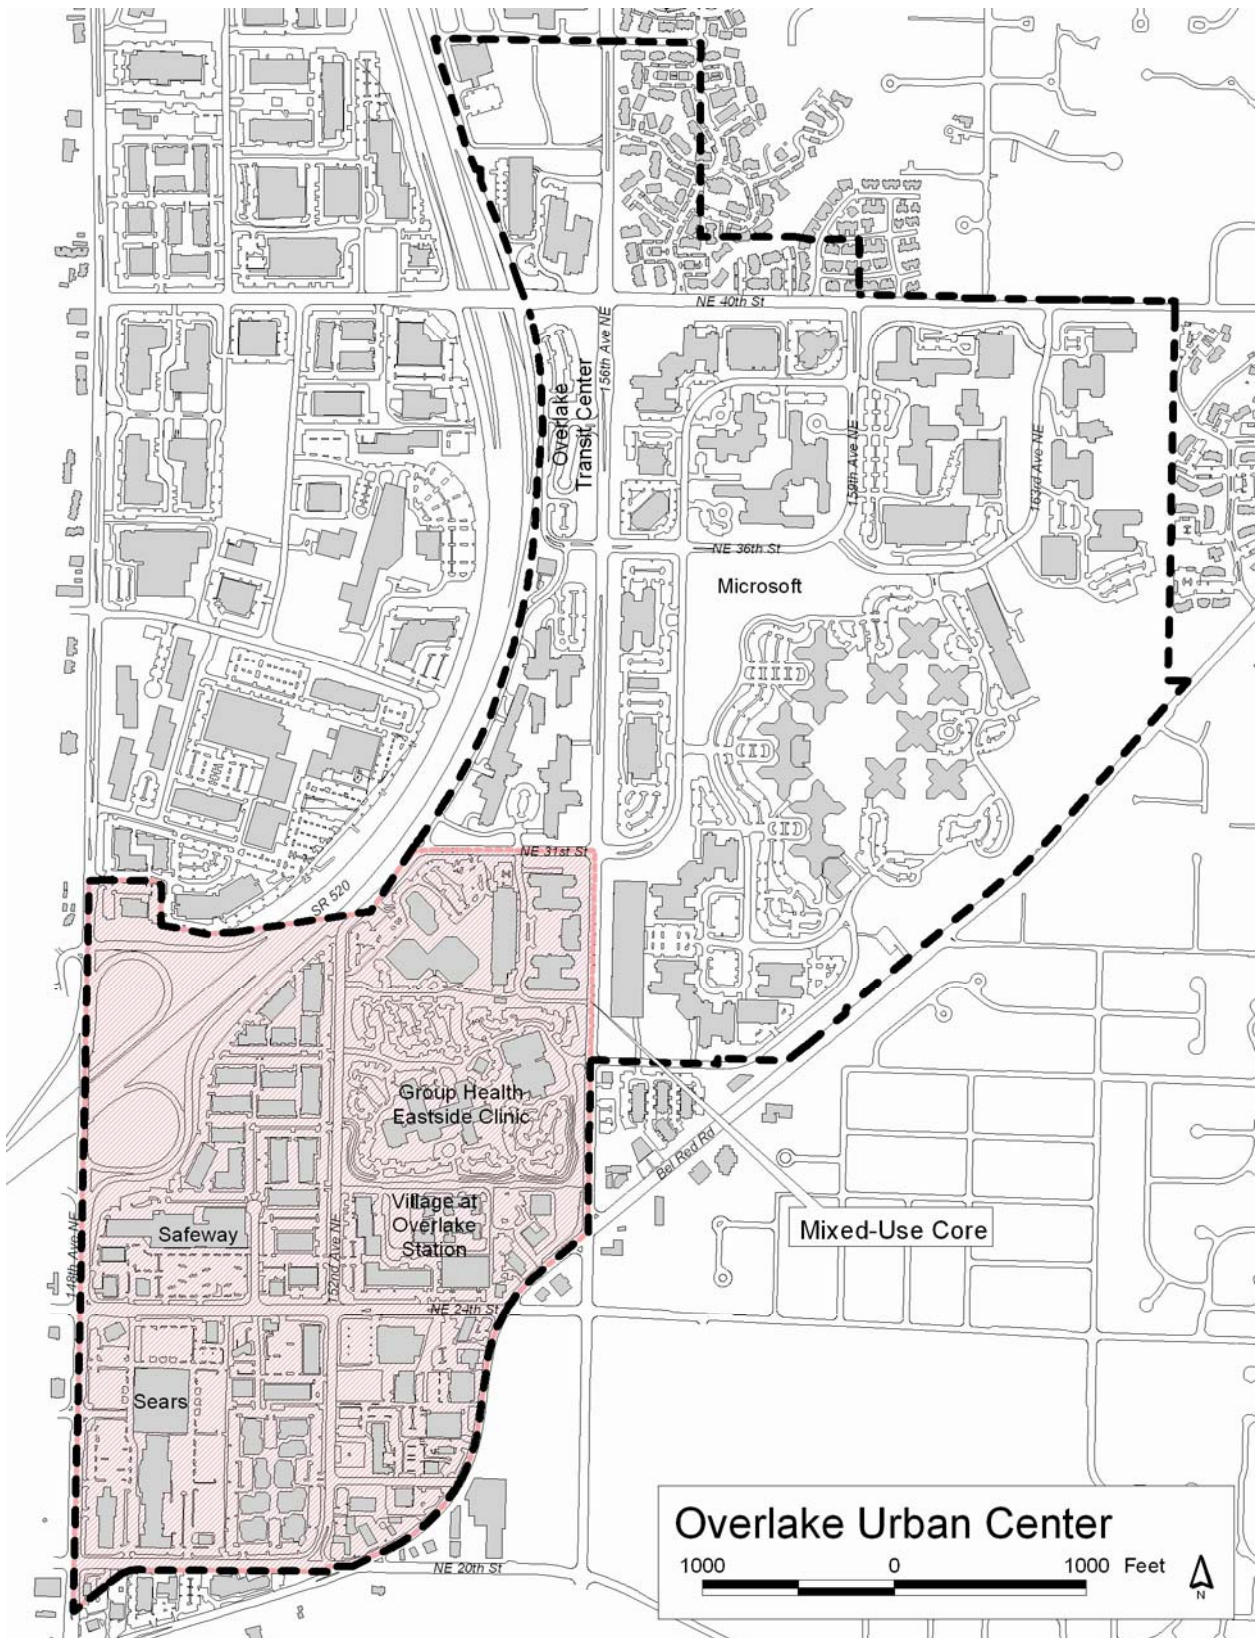 NE 40th St
156th Ave NE
Overlake
Transit Center
159th Ave NE
163rd Ave NE
NE 36th St
Microsoft
NE 31st St
SR 520
Group Health
Eastside Clinic
Bel Red Rd
Village at
Overlake
Station
Safeway
148th Ave NE
152nd Ave NE
Mixed-Use Core
NE 24th St
Sears
NE 20th St
Overlake Urban Center
1000 0 1000 Feet
N